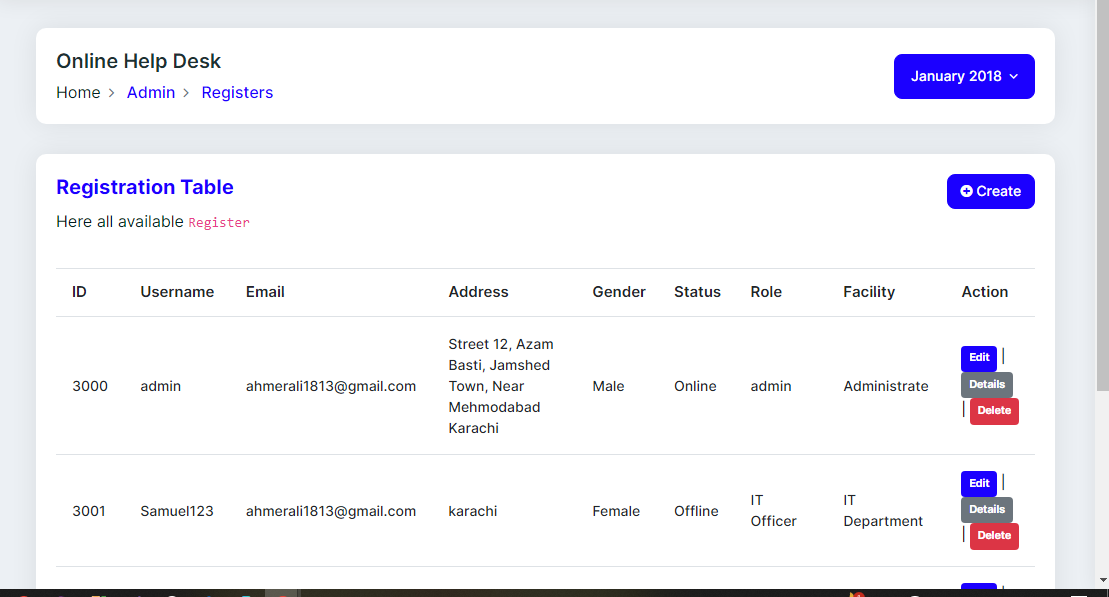 Online Help Desk
Home > Admin > Registers
January 2018
Registration Table
Create
Here all available Register
ID Username Email Address Gender Status Role Facility Action
3000 admin ahmerali1813@gmail.com Street 12, Azam Basti, Jamshed Town, Near Mehmodabad Karachi Male Online admin Administrate Edit | Details | Delete
3001 Samuel123 ahmerali1813@gmail.com karachi Female Offline IT Officer IT Department Edit | Details | Delete